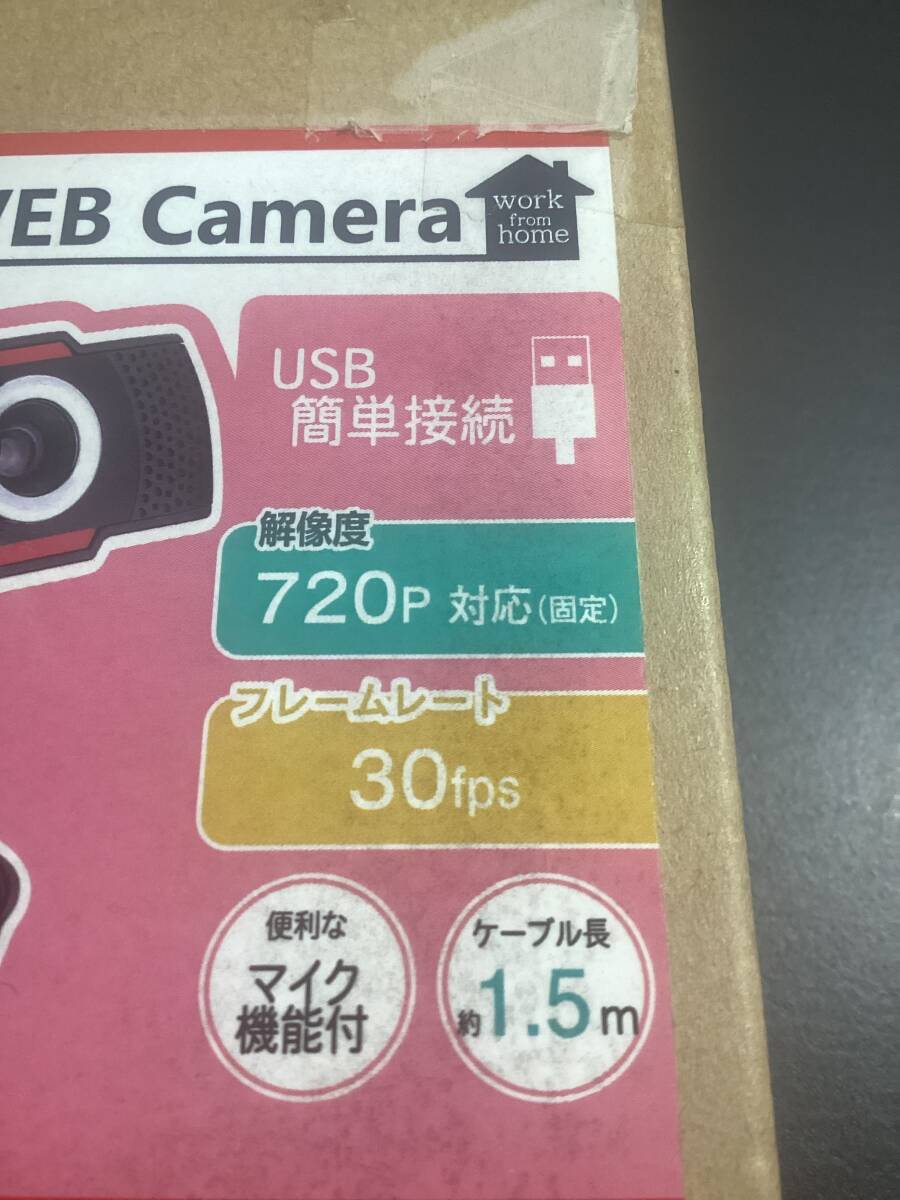 WEB Camera
work
from
home
USB
簡単接続
解像度
720P 対応(固定)
フレームレート
30fps
便利な
マイク
機能付
ケーブル長
約1.5m